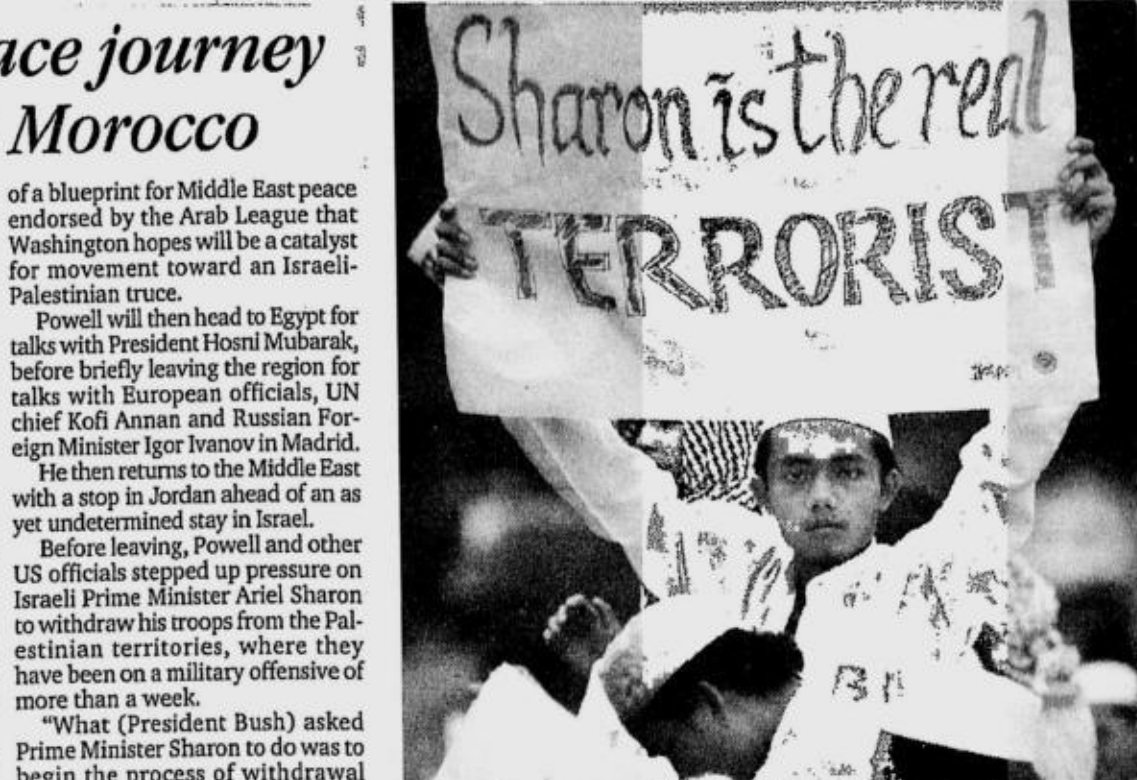 ace journey
Morocco
of a blueprint for Middle East peace
endorsed by the Arab League that
Washington hopes will be a catalyst
for movement toward an Israeli-
Palestinian truce.
Powell will then head to Egypt for
talks with President Hosni Mubarak,
before briefly leaving the region for
talks with European officials, UN
chief Kofi Annan and Russian For-
eign Minister Igor Ivanov in Madrid.
He then returns to the Middle East
with a stop in Jordan ahead of an as
yet undetermined stay in Israel.
Before leaving, Powell and other
US officials stepped up pressure on
Israeli Prime Minister Ariel Sharon
to withdraw his troops from the Pal-
estinian territories, where they
have been on a military offensive of
more than a week.
“What (President Bush) asked
Prime Minister Sharon to do was to
begin the process of withdrawal
Sharon is the real
TERRORIST